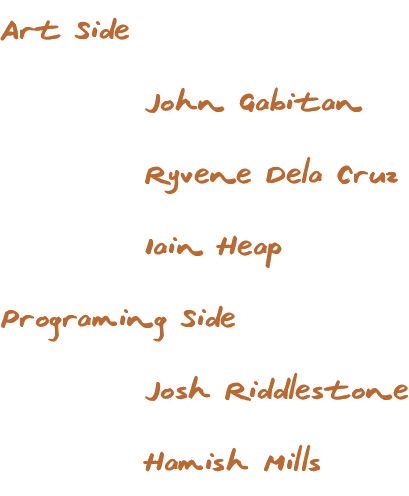 Art Side
John Gabitan
Ryvene Dela Cruz
Iain Heap
Programing Side
Josh Riddlestone
Hamish Mills